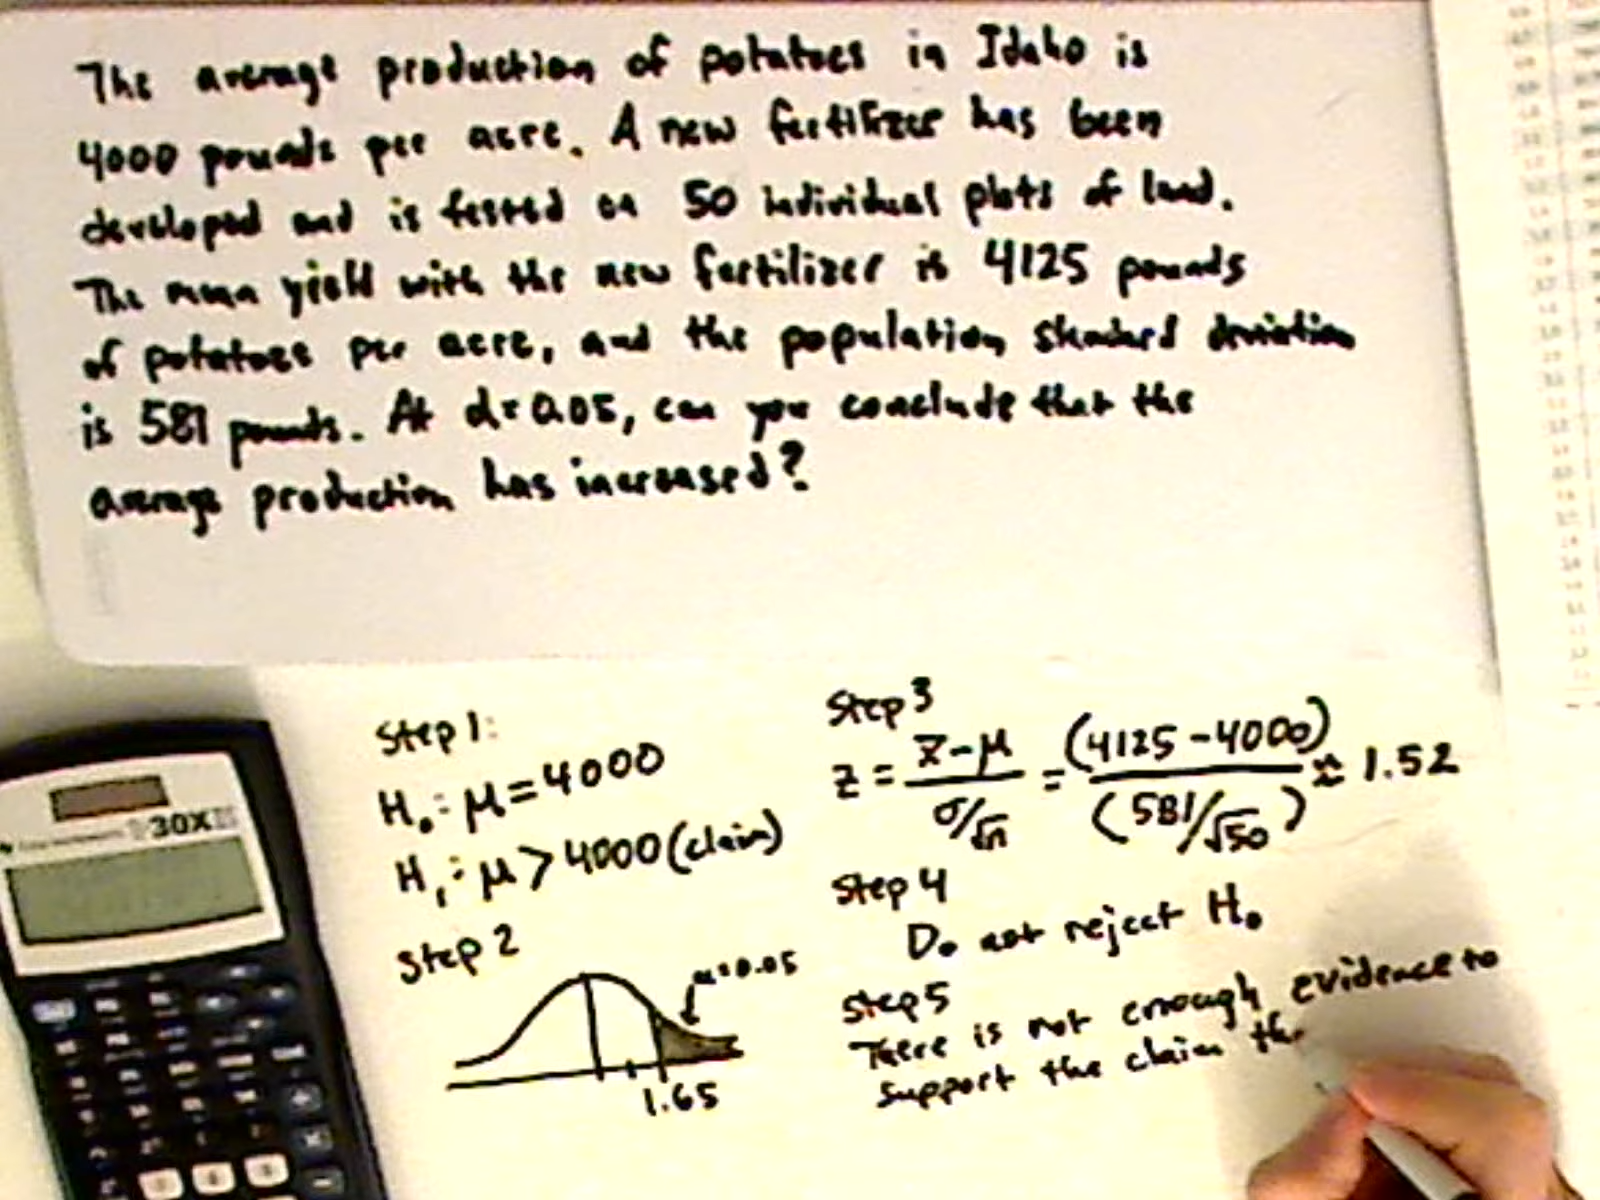 The average production of potatoes in Idaho is
4000 pounds per acre. A new fertilizer has been
developed and is tested on 50 individual plots of land.
The mean yield with the new fertilizer is 4125 pounds
of potatoes per acre, and the population standard deviation
is 581 pounds. At α=0.05, can you conclude that the
average production has increased?
Step 1:
H₀: μ=4000
H₁: μ>4000 (claim)
Step 2
α=0.05
1.65
Step 3
z = x̄-μ / σ/√n = (4125-4000) / (581/√50) ≈ 1.52
Step 4
Do not reject H₀
Step 5
There is not enough evidence to
support the claim th
30X